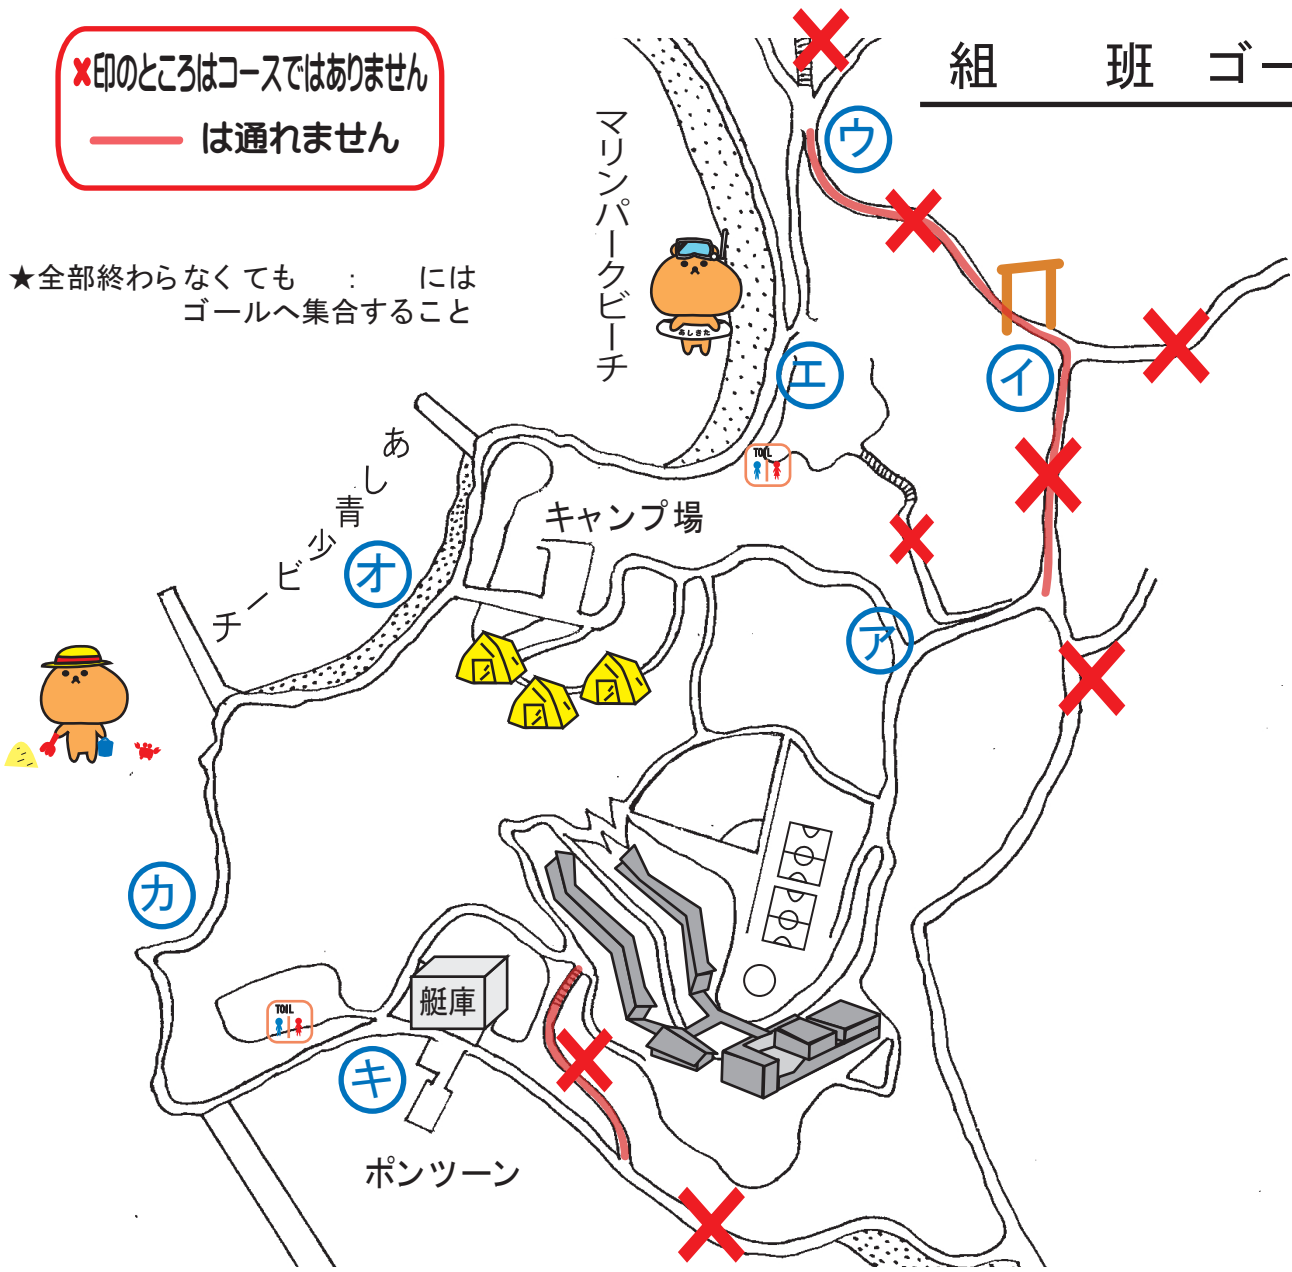 ✖印のところはコースではありません
は通れません
組 班 ゴー
★全部終わらなくても : には
ゴールへ集合すること
マリンパークビーチ
ウ
あしきた
イ
エ
TOIL
あし青少ビーチ
キャンプ場
オ
ア
カ
艇庫
TOIL
キ
ポンツーン